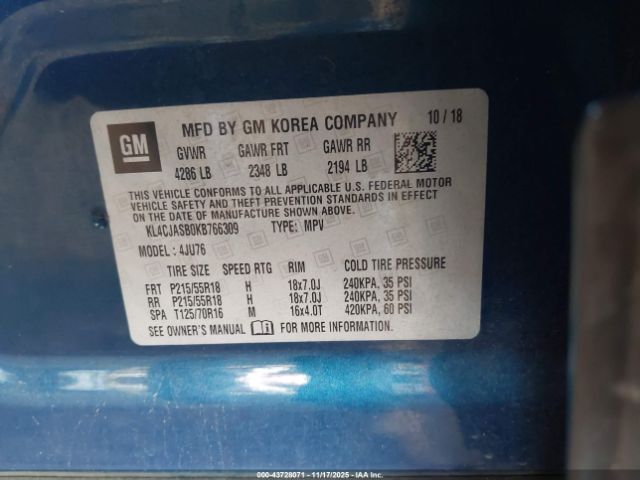 GM
MFD BY GM KOREA COMPANY
10 / 18
GVWR GAWR FRT GAWR RR
4286 LB 2348 LB 2194 LB
THIS VEHICLE CONFORMS TO ALL APPLICABLE U.S. FEDERAL MOTOR
VEHICLE SAFETY AND THEFT PREVENTION STANDARDS IN EFFECT
ON THE DATE OF MANUFACTURE SHOWN ABOVE.
KL4CJASB0KB766309 TYPE: MPV
MODEL: 4JU76
TIRE SIZE SPEED RTG RIM COLD TIRE PRESSURE
FRT P215/55R18 H 18x7.0J 240KPA, 35 PSI
RR P215/55R18 H 18x7.0J 240KPA, 35 PSI
SPA T125/70R16 M 16x4.0T 420KPA, 60 PSI
SEE OWNER'S MANUAL FOR MORE INFORMATION.
000-43728071 - 11/17/2025 - IAA Inc.